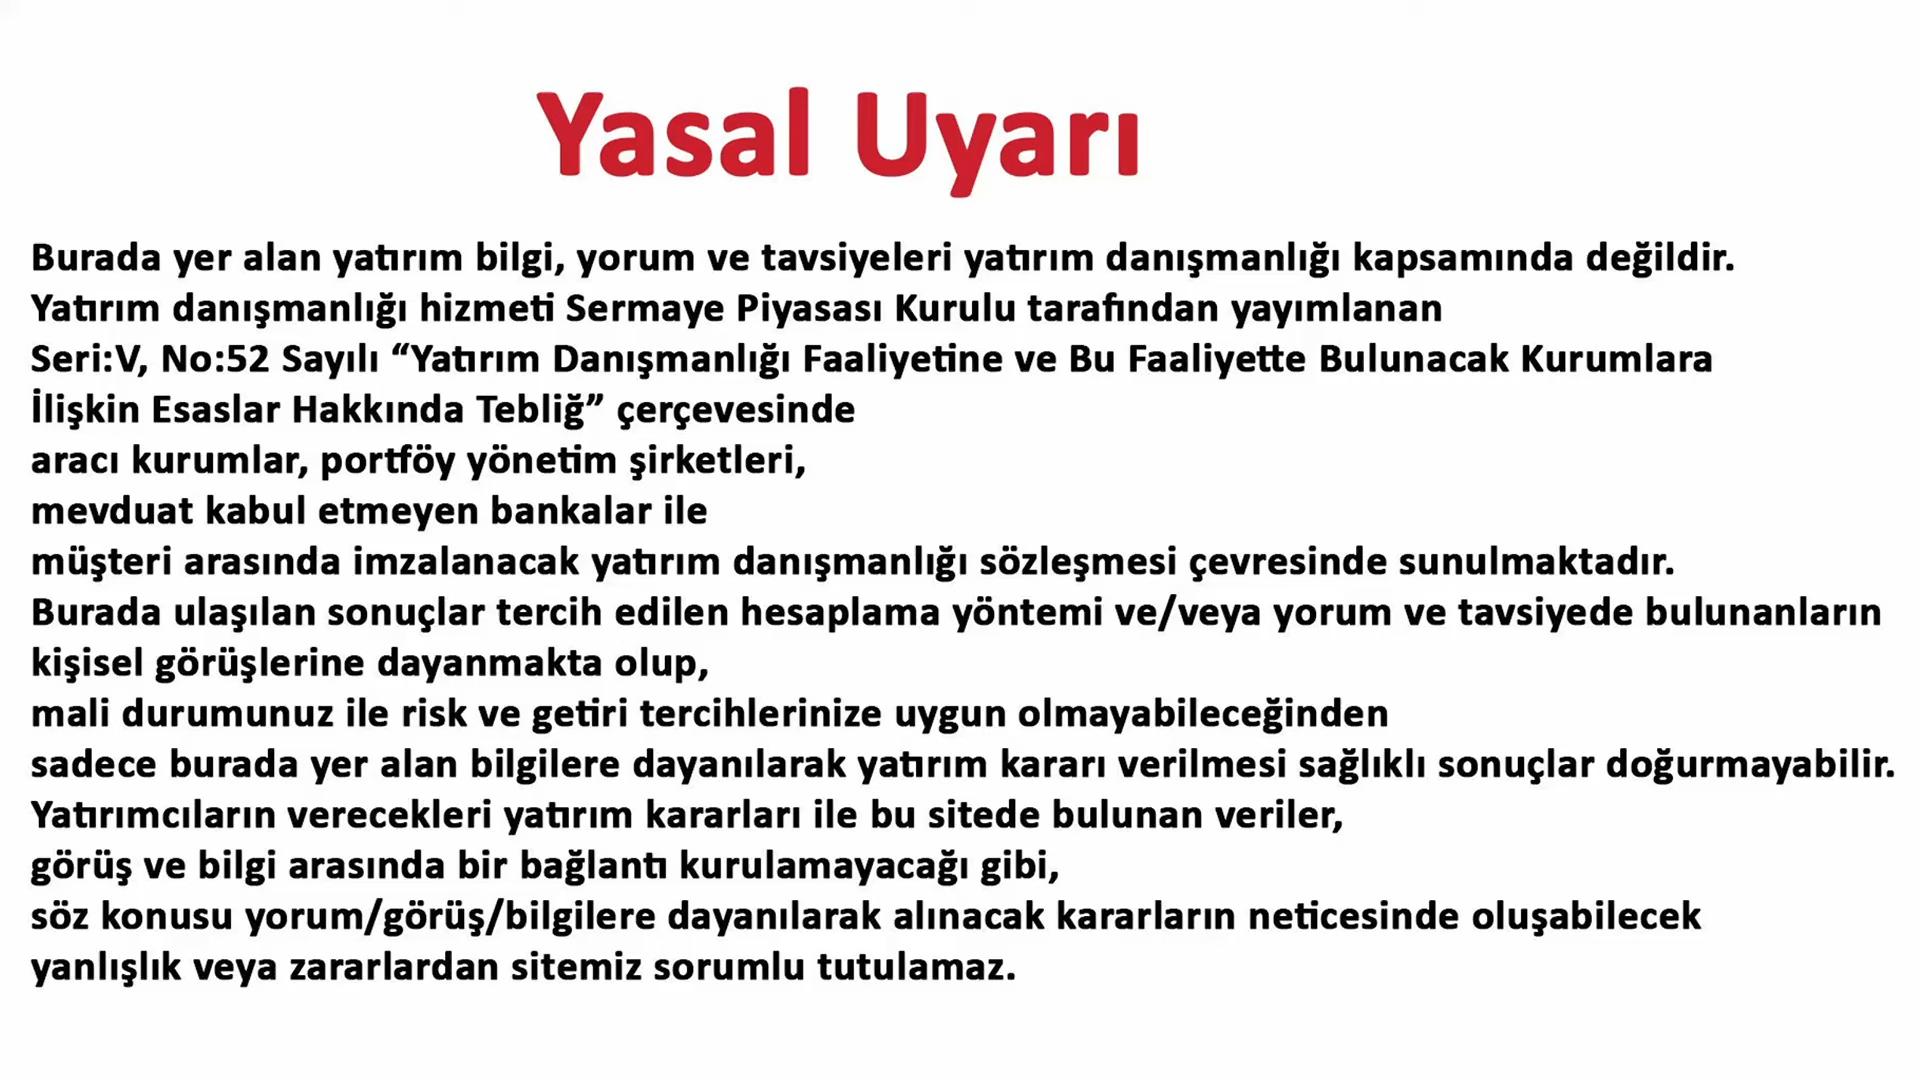 Yasal Uyarı
Burada yer alan yatırım bilgi, yorum ve tavsiyeleri yatırım danışmanlığı kapsamında değildir.
Yatırım danışmanlığı hizmeti Sermaye Piyasası Kurulu tarafından yayımlanan
Seri:V, No:52 Sayılı “Yatırım Danışmanlığı Faaliyetine ve Bu Faaliyette Bulunacak Kurumlara
İlişkin Esaslar Hakkında Tebliğ” çerçevesinde
aracı kurumlar, portföy yönetim şirketleri,
mevduat kabul etmeyen bankalar ile
müşteri arasında imzalanacak yatırım danışmanlığı sözleşmesi çevresinde sunulmaktadır.
Burada ulaşılan sonuçlar tercih edilen hesaplama yöntemi ve/veya yorum ve tavsiyede bulunanların
kişisel görüşlerine dayanmakta olup,
mali durumunuz ile risk ve getiri tercihlerinize uygun olmayabileceğinden
sadece burada yer alan bilgilere dayanılarak yatırım kararı verilmesi sağlıklı sonuçlar doğurmayabilir.
Yatırımcıların verecekleri yatırım kararları ile bu sitede bulunan veriler,
görüş ve bilgi arasında bir bağlantı kurulamayacağı gibi,
söz konusu yorum/görüş/bilgilere dayanılarak alınacak kararların neticesinde oluşabilecek
yanlışlık veya zararlardan sitemiz sorumlu tutulamaz.